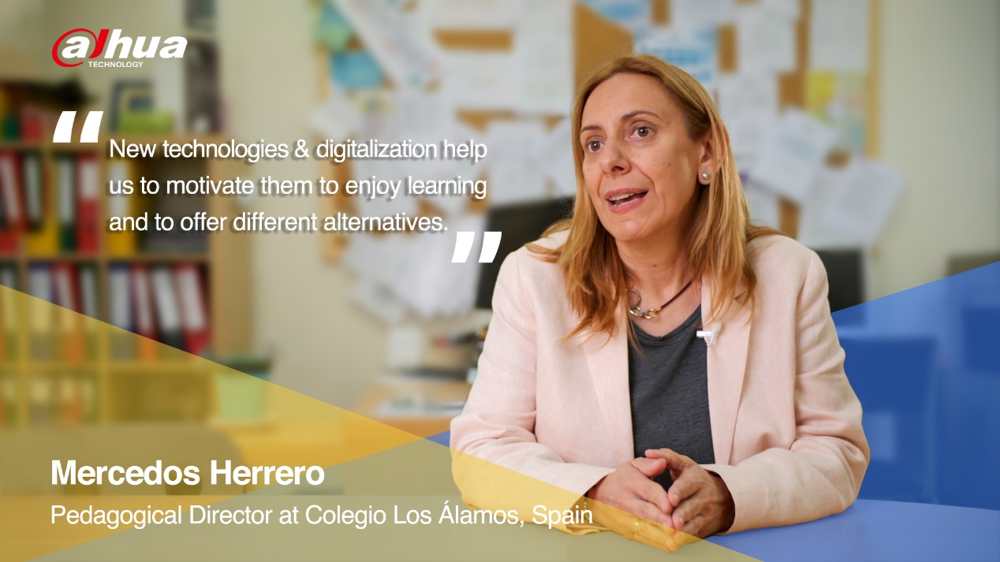 alhua
TECHNOLOGY
“
New technologies & digitalization help
us to motivate them to enjoy learning
and to offer different alternatives.
”
Mercedos Herrero
Pedagogical Director at Colegio Los Álamos, Spain